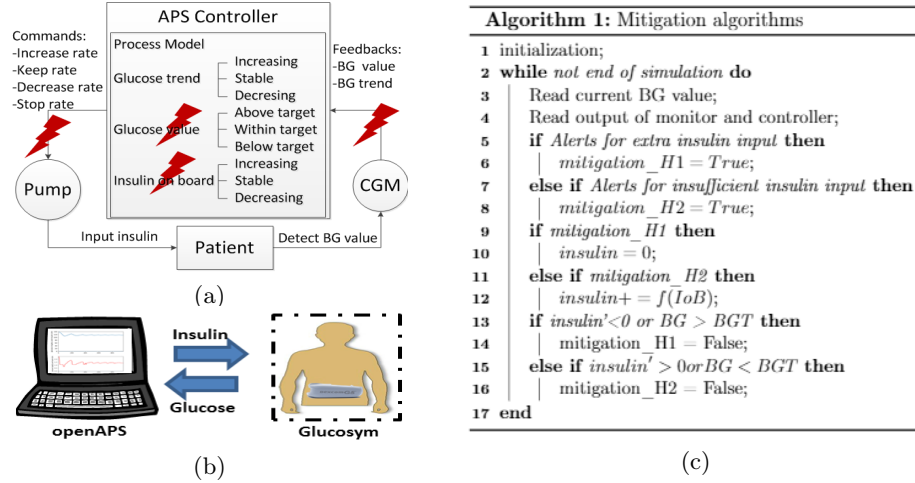 APS Controller
Commands:
-Increase rate
-Keep rate
-Decrease rate
-Stop rate
Process Model
Glucose trend
Increasing
Stable
Decresing
Glucose value
Above target
Within target
Below target
Insulin on board
Increasing
Stable
Decreasing
Feedbacks:
-BG value
-BG trend
Pump
CGM
Input insulin
Patient
Detect BG value
(a)
Insulin
Glucose
openAPS
Glucosym
(b)
Algorithm 1: Mitigation algorithms
1 initialization;
2 while not end of simulation do
3 Read current BG value;
4 Read output of monitor and controller;
5 if Alerts for extra insulin input then
6 mitigation_H1 = True;
7 else if Alerts for insufficient insulin input then
8 mitigation_H2 = True;
9 if mitigation_H1 then
10 insulin = 0;
11 else if mitigation_H2 then
12 insulin+ = f(IoB);
13 if insulin'<0 or BG > BGT then
14 mitigation_H1 = False;
15 else if insulin' > 0orBG < BGT then
16 mitigation_H2 = False;
17 end
(c)